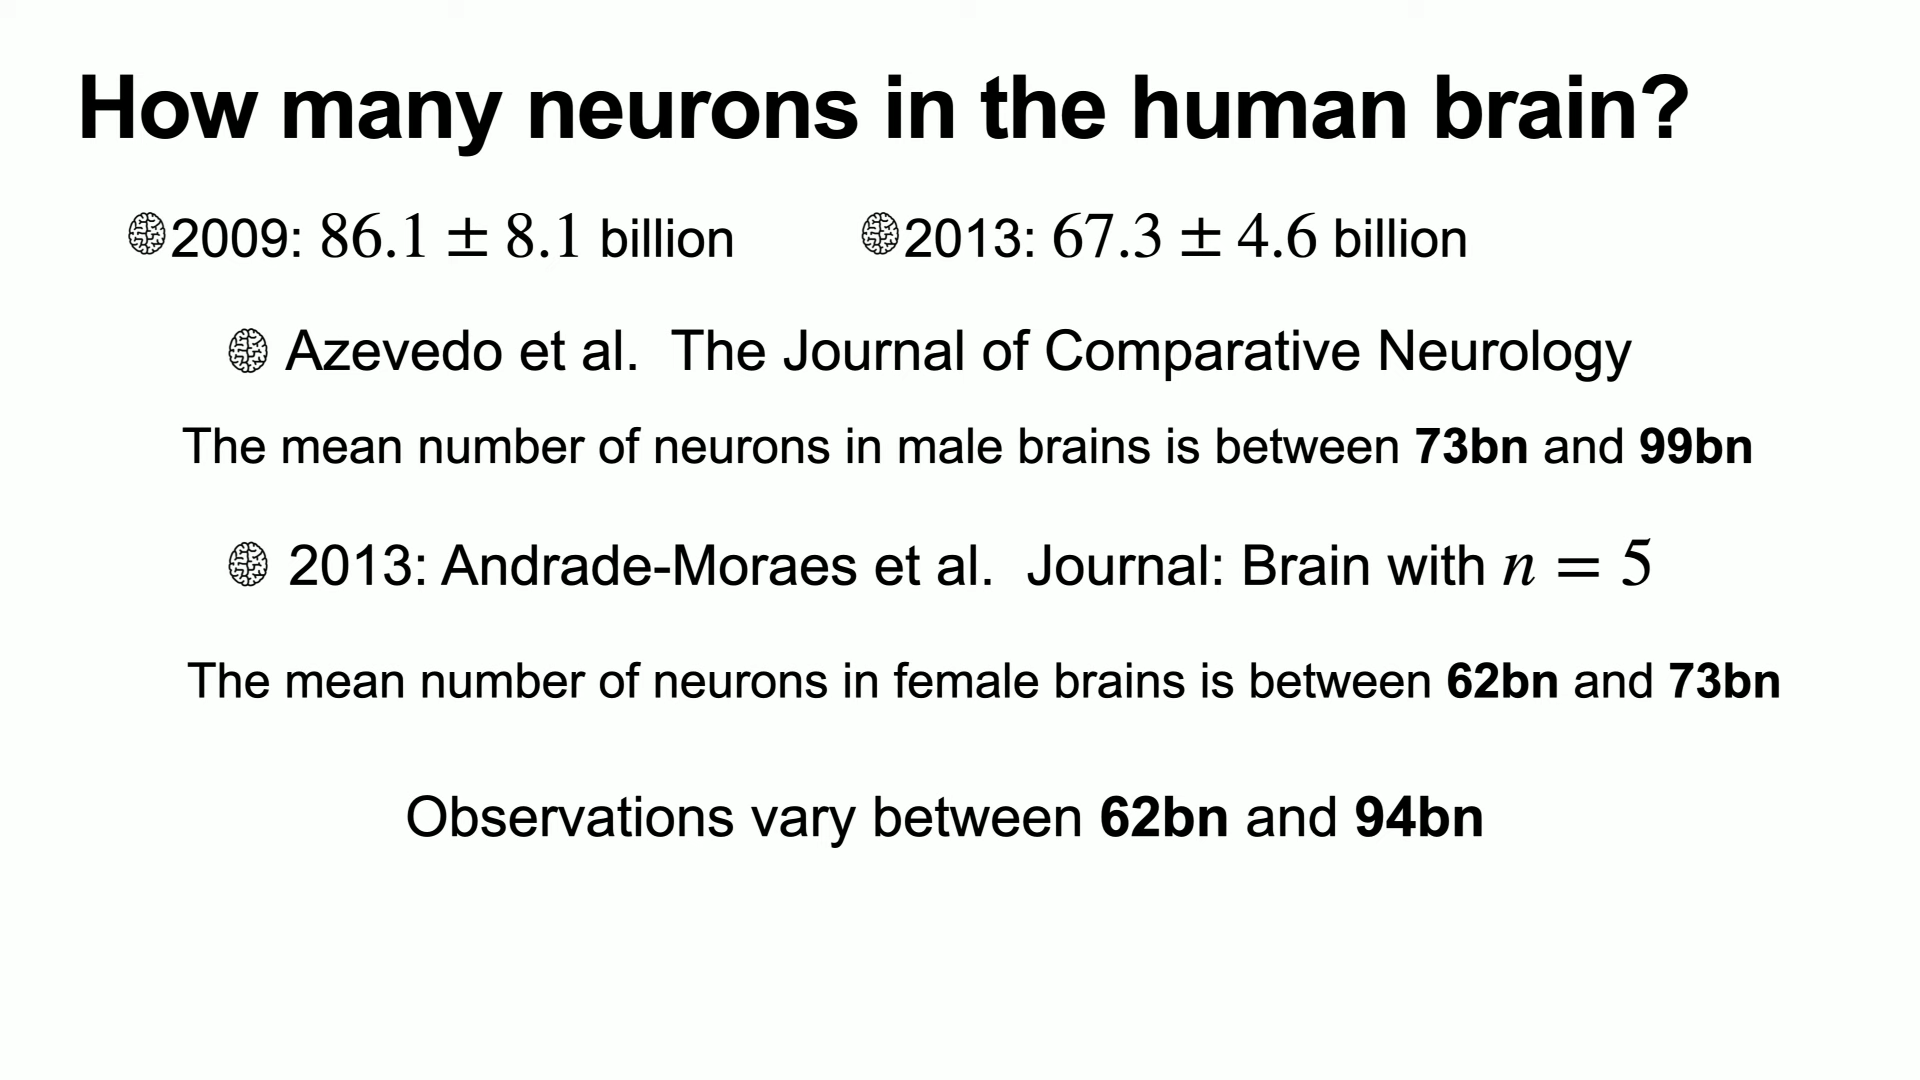 How many neurons in the human brain?
2009: 86.1 ± 8.1 billion
2013: 67.3 ± 4.6 billion
Azevedo et al. The Journal of Comparative Neurology
The mean number of neurons in male brains is between 73bn and 99bn
2013: Andrade-Moraes et al. Journal: Brain with n = 5
The mean number of neurons in female brains is between 62bn and 73bn
Observations vary between 62bn and 94bn